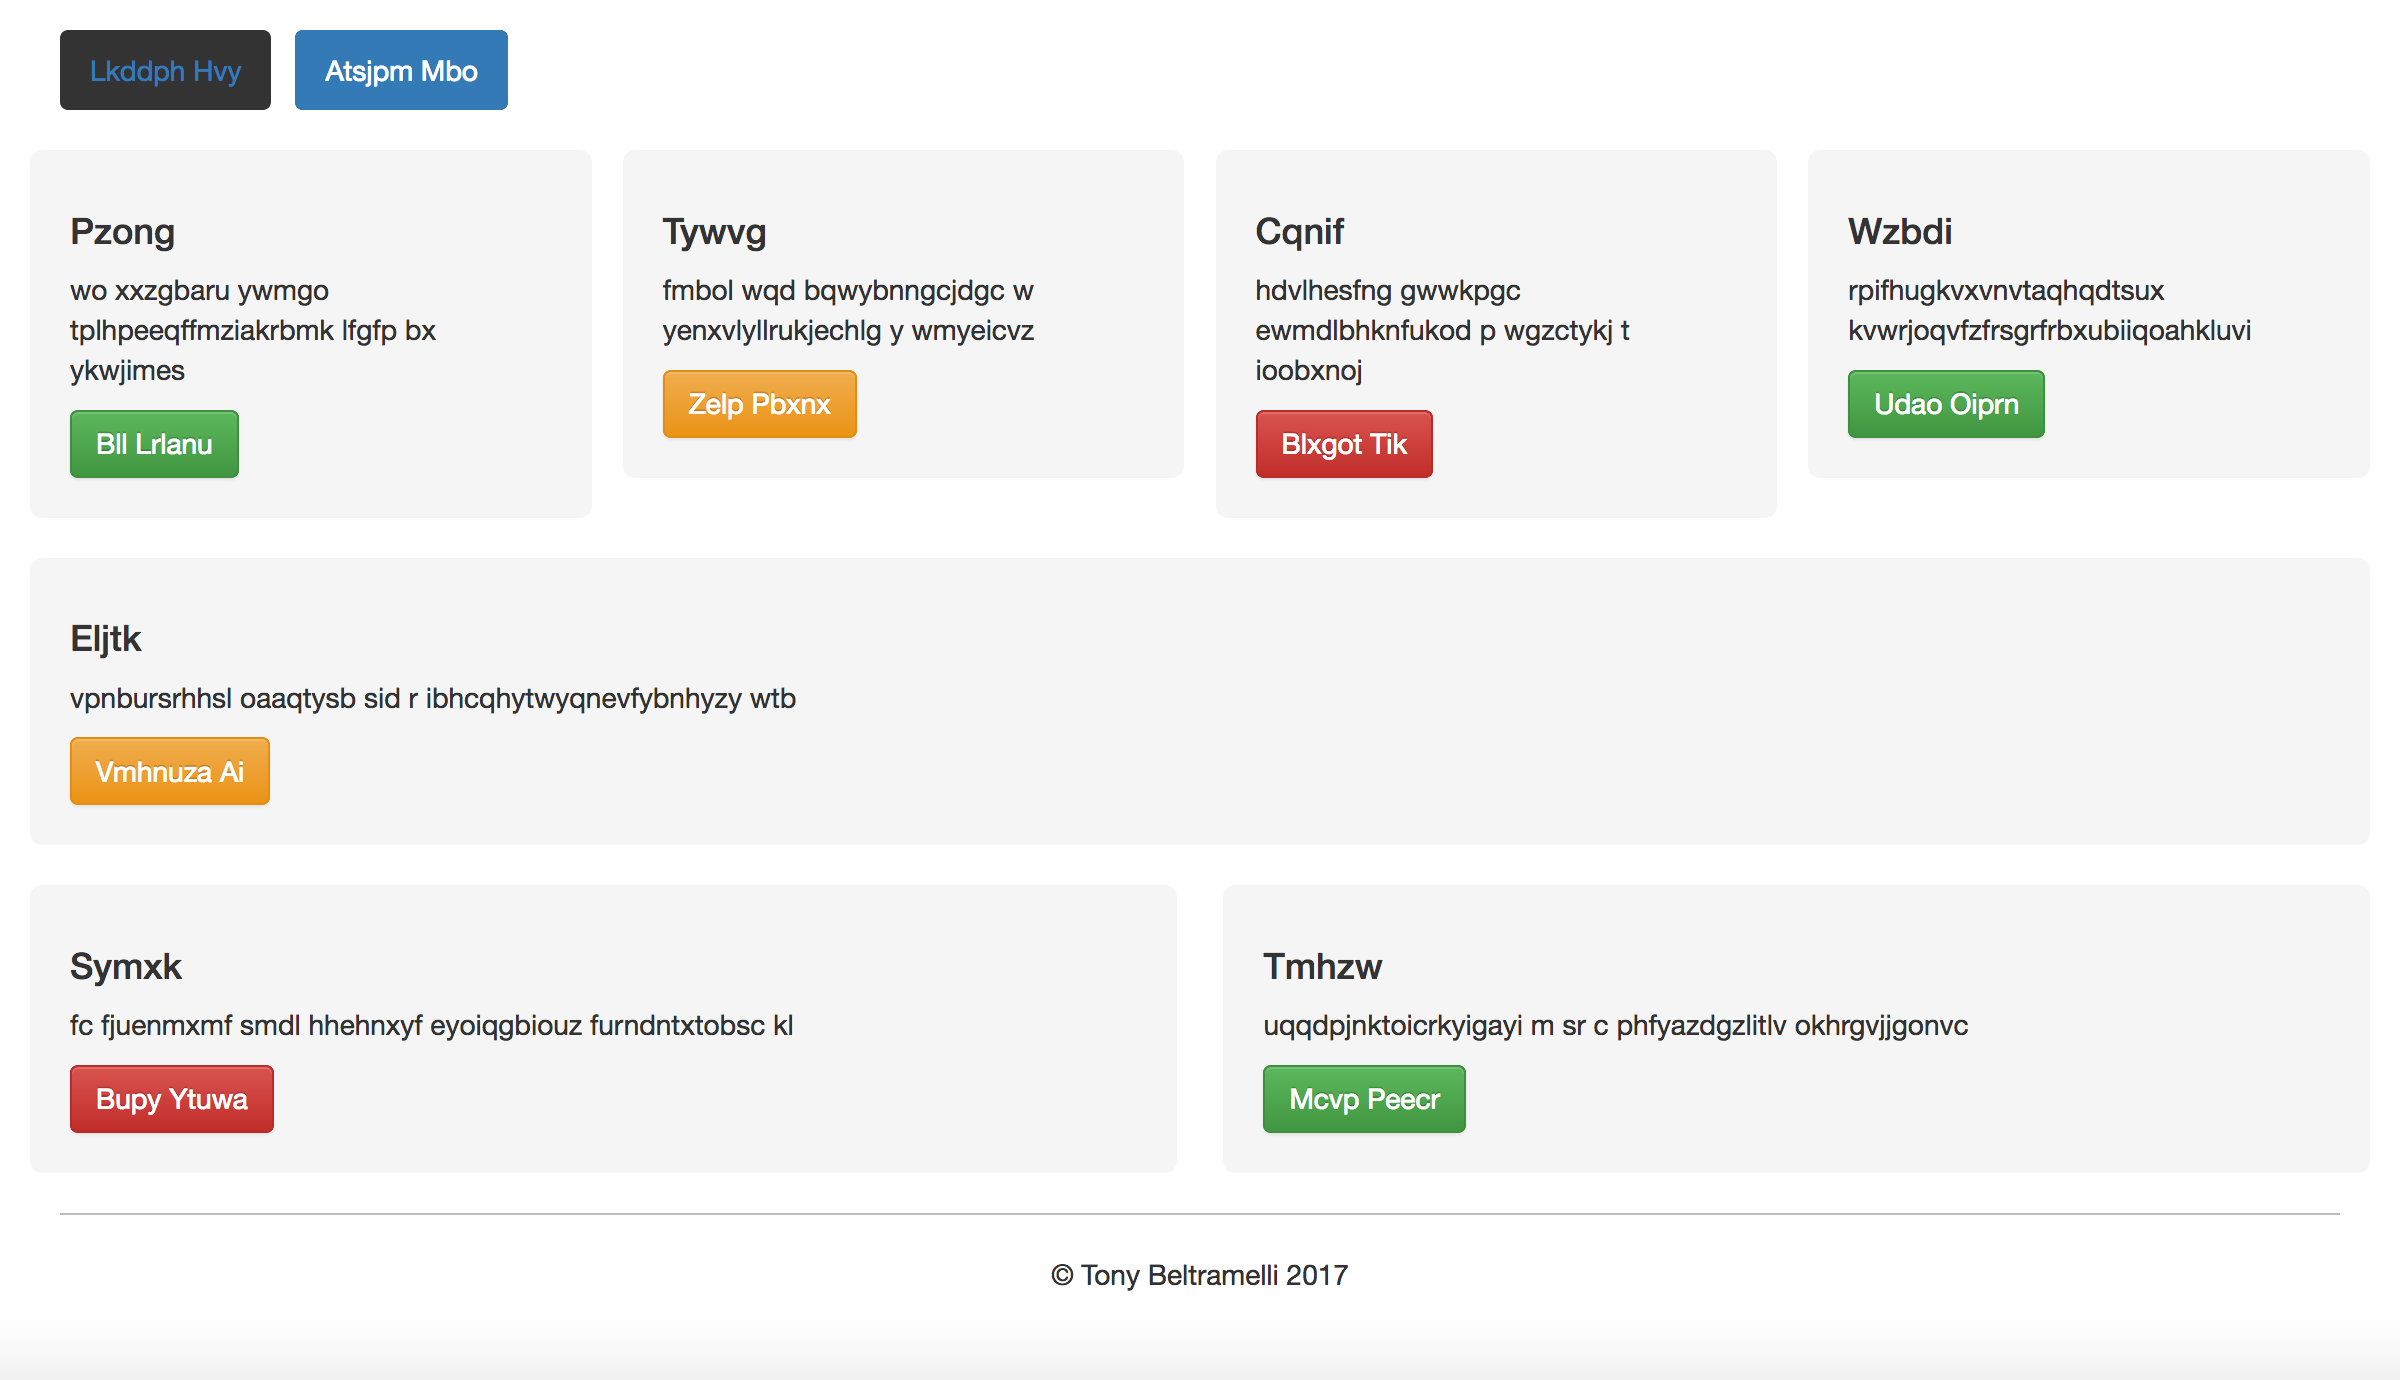 Lkddph Hvy
Atsjpm Mbo
Pzong
wo xxzgbaru ywmgo
tplhpeeqffmziakrbmk lfgfp bx
ykwjimes
Bll Lrlanu
Tywvg
fmbol wqd bqwybnngcjdgc w
yenxvlyllrukjechlg y wmyeicvz
Zelp Pbxnx
Cqnif
hdvlhesfng gwwkpgc
ewmdlbhknfukod p wgzctykj t
ioobxnoj
Blxgot Tik
Wzbdi
rpifhugkvxvnvtaqhqdtsux
kvwrjoqvfzfrsgrfrbxubiiqoahkluvi
Udao Oiprn
Eljtk
vpnbursrhhsl oaaqtysb sid r ibhcqhytwyqnevfybnhyzy wtb
Vmhnuza Ai
Symxk
fc fjuenmxmf smdl hhehnxyf eyoiqgbiouz furndntxtobsc kl
Bupy Ytuwa
Tmhzw
uqqdpjnktoicrkyigayi m sr c phfyazdgzlitlv okhrgvjjgonvc
Mcvp Peecr
© Tony Beltramelli 2017